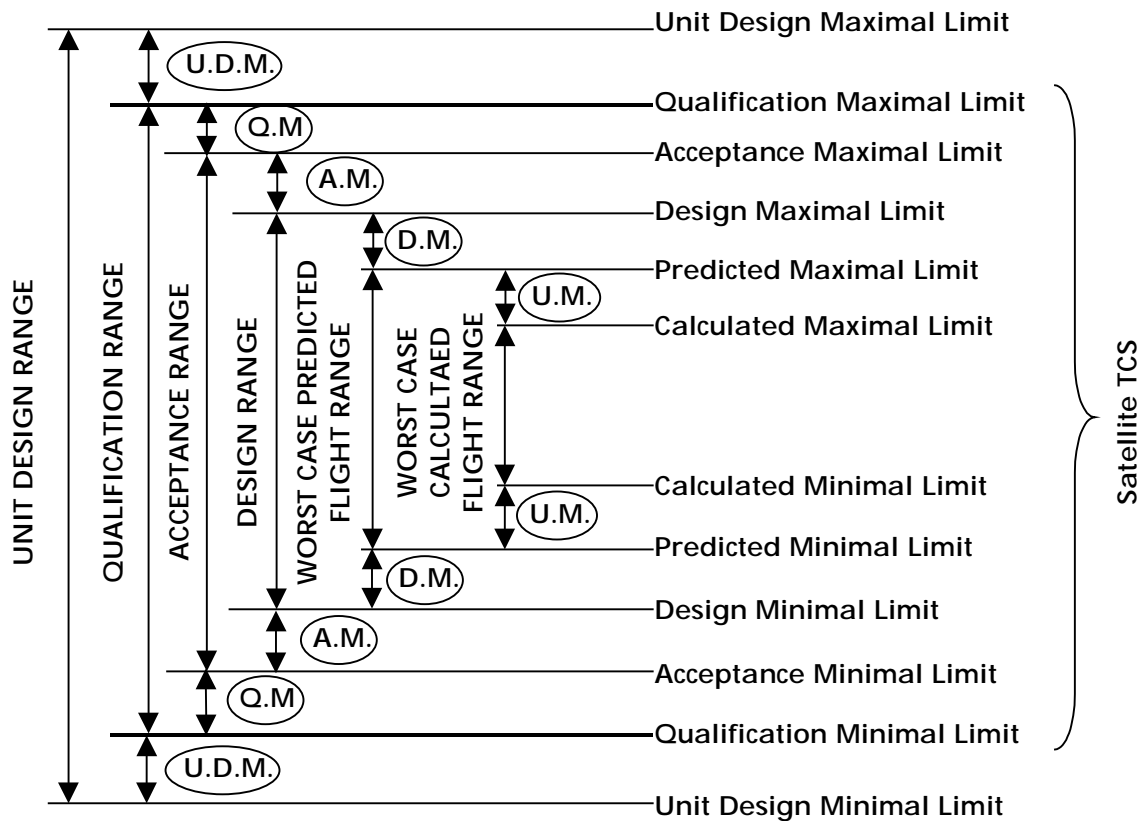 Unit Design Maximal Limit
U.D.M.
Qualification Maximal Limit
Q.M
Acceptance Maximal Limit
A.M.
Design Maximal Limit
D.M.
Predicted Maximal Limit
U.M.
Calculated Maximal Limit
UNIT DESIGN RANGE
QUALIFICATION RANGE
ACCEPTANCE RANGE
DESIGN RANGE
WORST CASE PREDICTED
FLIGHT RANGE
WORST CASE
CALCULTAED
FLIGHT RANGE
Satellite TCS
Calculated Minimal Limit
U.M.
Predicted Minimal Limit
D.M.
Design Minimal Limit
A.M.
Acceptance Minimal Limit
Q.M
Qualification Minimal Limit
U.D.M.
Unit Design Minimal Limit